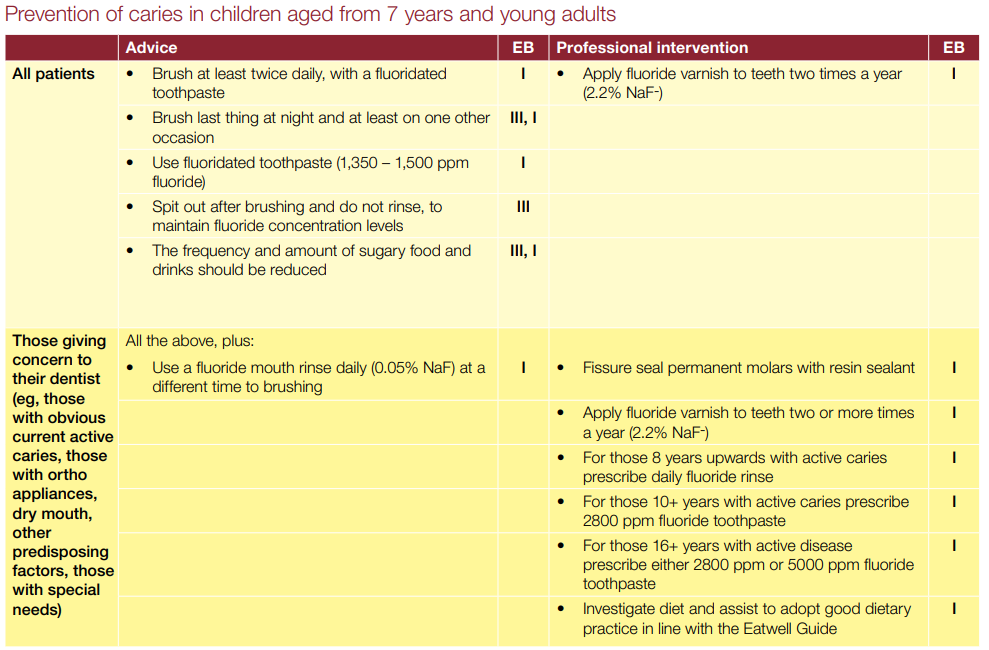 Prevention of caries in children aged from 7 years and young adults
Advice EB Professional intervention EB
All patients
• Brush at least twice daily, with a fluoridated
toothpaste
I
• Apply fluoride varnish to teeth two times a year
(2.2% NaF-)
I
• Brush last thing at night and at least on one other
occasion
III, I
• Use fluoridated toothpaste (1,350 – 1,500 ppm
fluoride)
I
• Spit out after brushing and do not rinse, to
maintain fluoride concentration levels
III
• The frequency and amount of sugary food and
drinks should be reduced
III, I
Those giving
concern to
their dentist
(eg, those
with obvious
current active
caries, those
with ortho
appliances,
dry mouth,
other
predisposing
factors, those
with special
needs)
All the above, plus:
• Use a fluoride mouth rinse daily (0.05% NaF) at a
different time to brushing
I
• Fissure seal permanent molars with resin sealant
I
• Apply fluoride varnish to teeth two or more times
a year (2.2% NaF-)
I
• For those 8 years upwards with active caries
prescribe daily fluoride rinse
I
• For those 10+ years with active caries prescribe
2800 ppm fluoride toothpaste
I
• For those 16+ years with active disease
prescribe either 2800 ppm or 5000 ppm fluoride
toothpaste
I
• Investigate diet and assist to adopt good dietary
practice in line with the Eatwell Guide
I